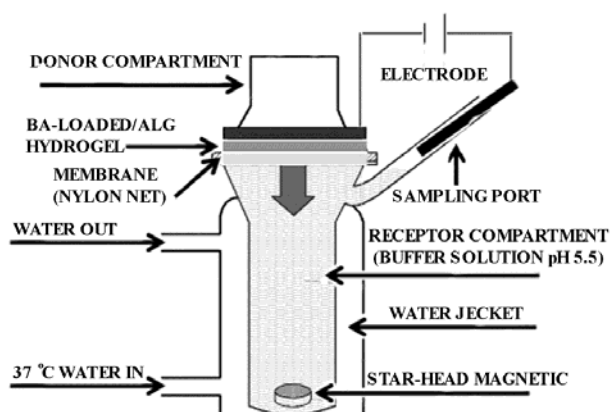 DONOR COMPARTMENT
ELECTRODE
BA-LOADED/ALG
HYDROGEL
MEMBRANE
(NYLON NET)
SAMPLING PORT
WATER OUT
RECEPTOR COMPARTMENT
(BUFFER SOLUTION pH 5.5)
WATER JECKET
37 °C WATER IN
STAR-HEAD MAGNETIC